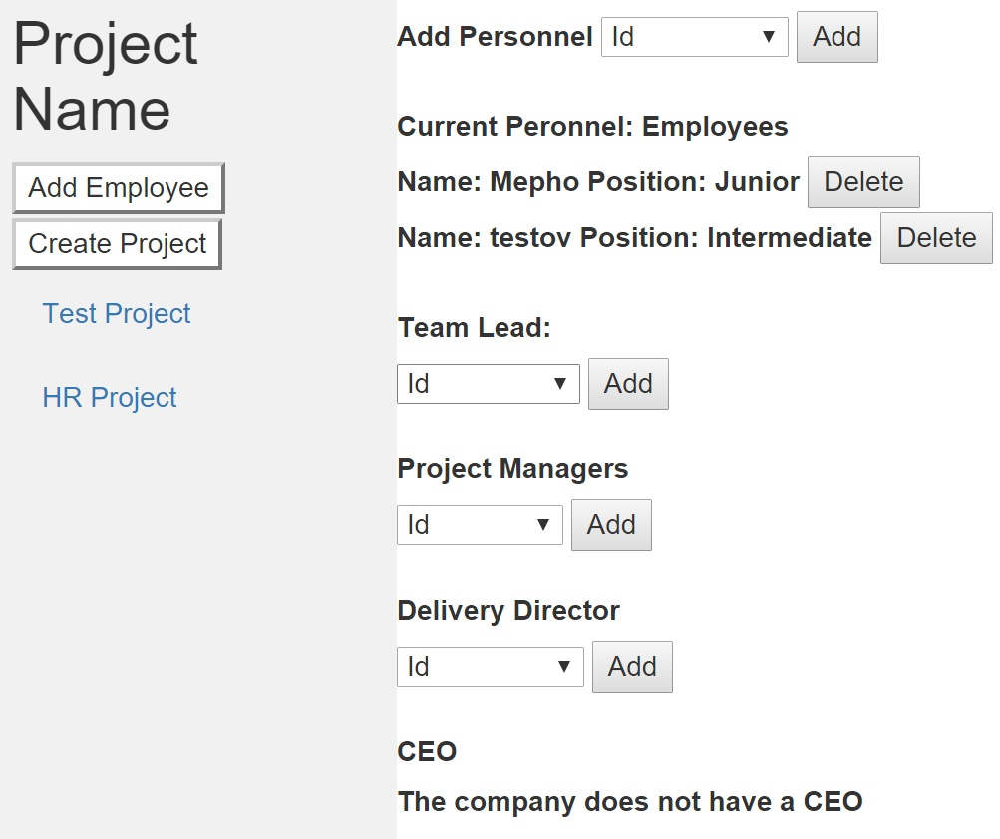 Project
Name
Add Employee
Create Project
Test Project
HR Project
Add Personnel Id Add
Current Peronnel: Employees
Name: Mepho Position: Junior Delete
Name: testov Position: Intermediate Delete
Team Lead:
Id Add
Project Managers
Id Add
Delivery Director
Id Add
CEO
The company does not have a CEO